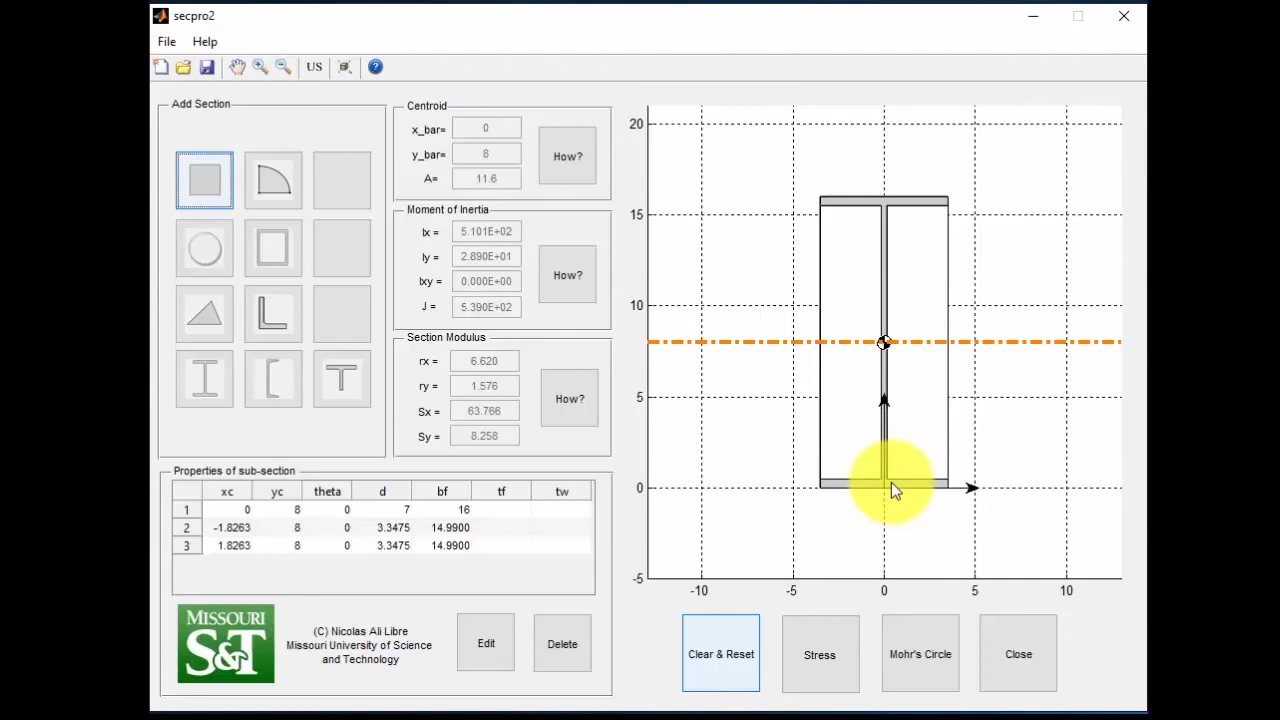 secpro2
File Help
US
Add Section
Centroid
x_bar= 0
y_bar= 8
A= 11.6
How?
Moment of Inertia
Ix = 5.101E+02
Iy = 2.890E+01
Ixy = 0.000E+00
J = 5.390E+02
How?
Section Modulus
rx = 6.620
ry = 1.576
Sx = 63.766
Sy = 8.258
How?
20
15
10
5
0
-5
-10 -5 0 5 10
Properties of sub-section
xc yc theta d bf tf tw
1 0 8 0 7 16
2 -1.8263 8 0 3.3475 14.9900
3 1.8263 8 0 3.3475 14.9900
MISSOURI
S&T
(C) Nicolas Ali Libre
Missouri University of Science
and Technology
Edit
Delete
Clear & Reset
Stress
Mohr's Circle
Close